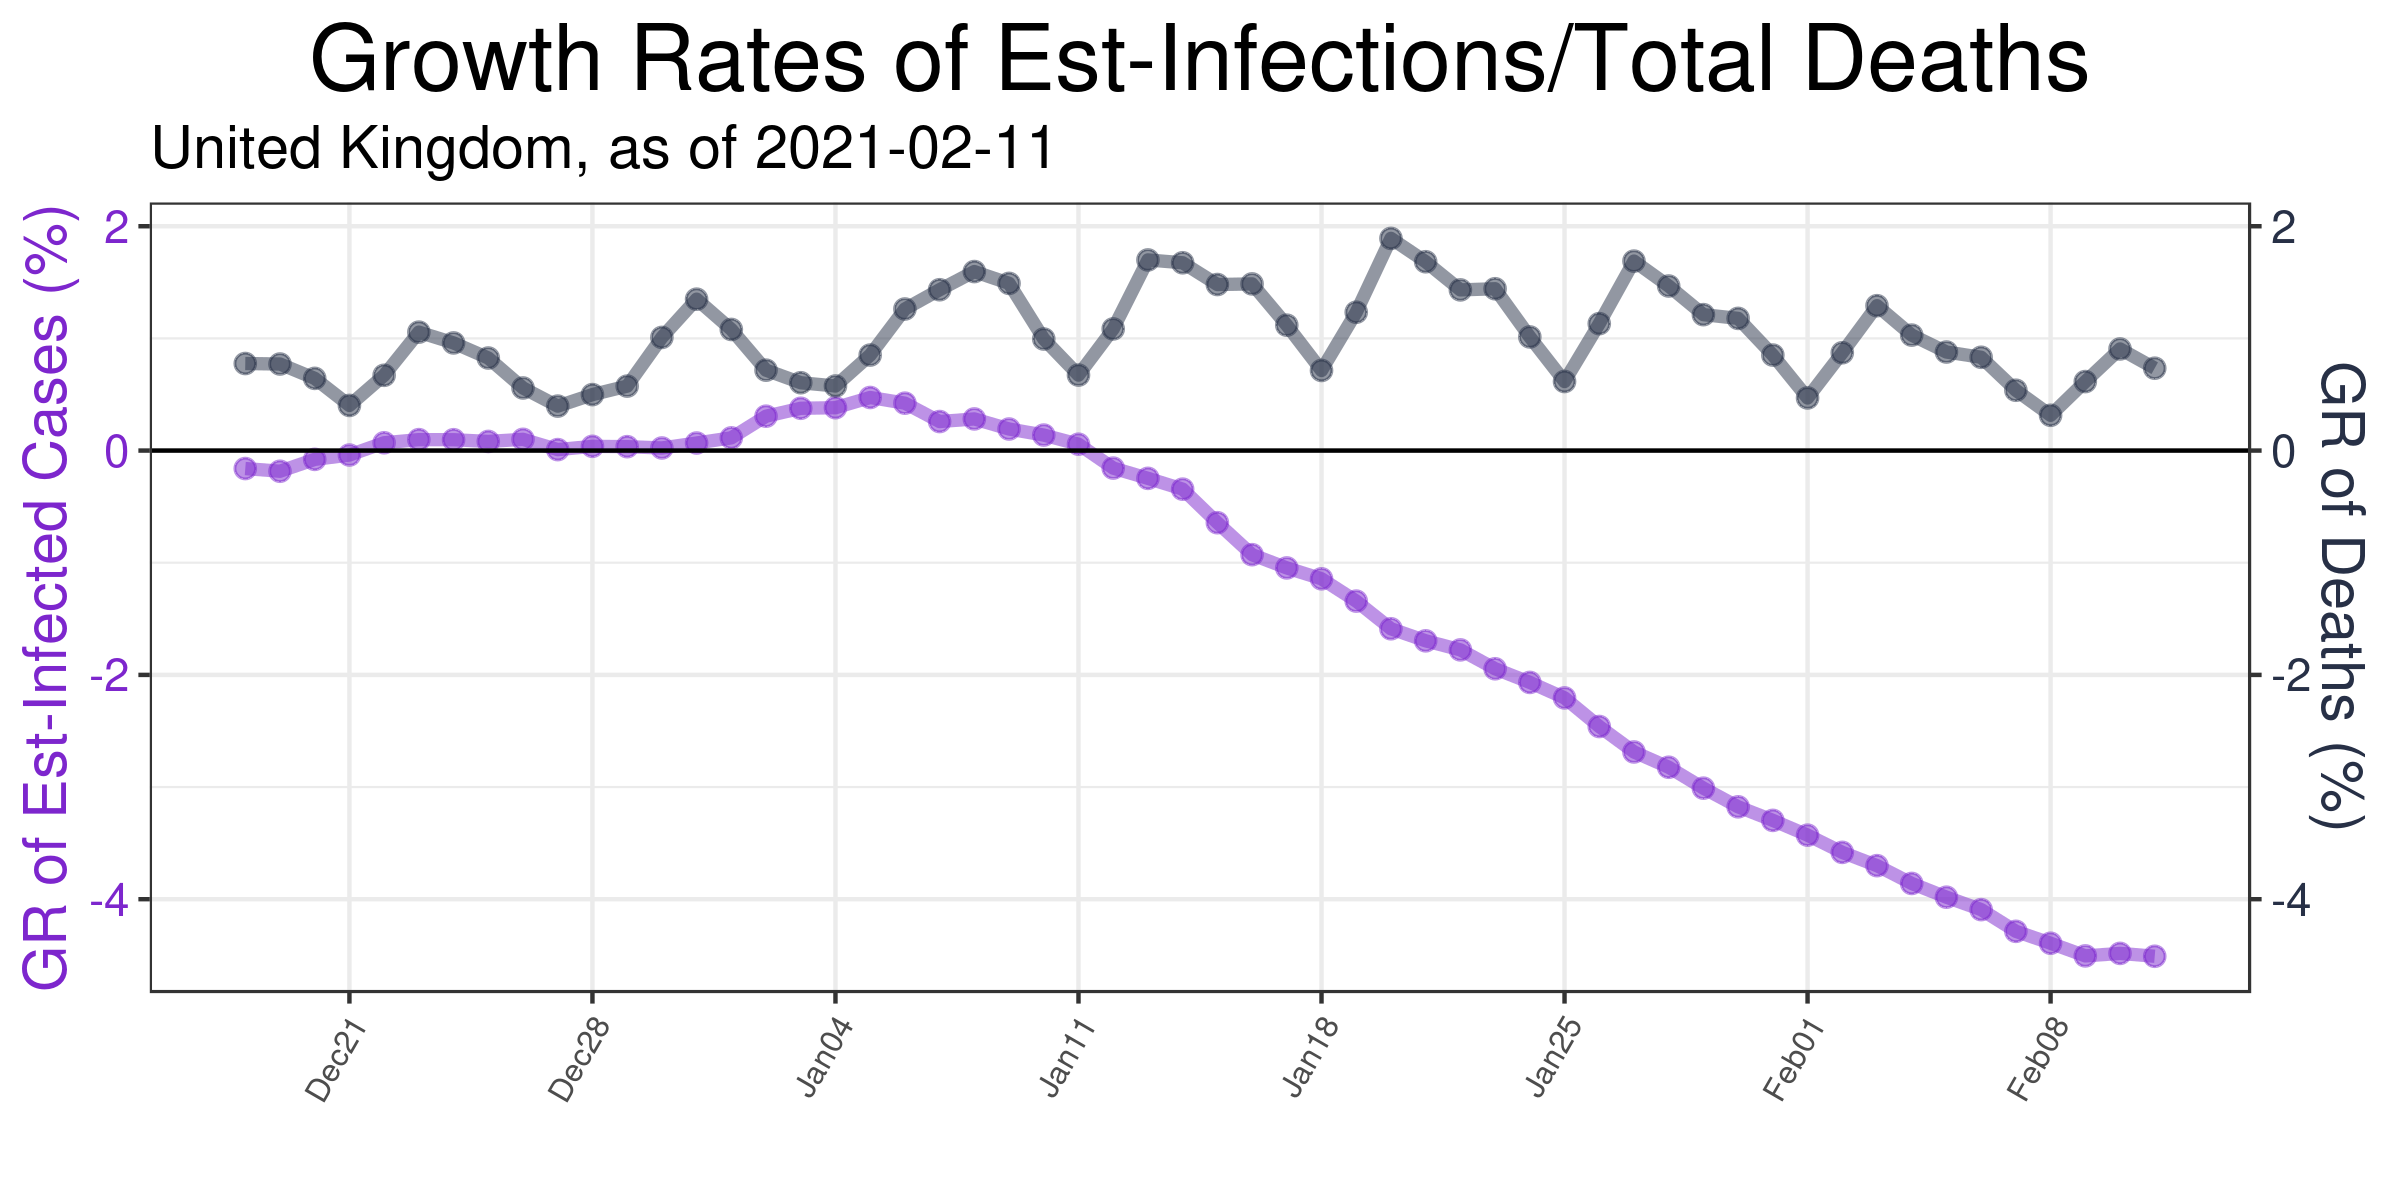 Growth Rates of Est-Infections/Total Deaths
United Kingdom, as of 2021-02-11
GR of Est-Infected Cases (%)
2
0
-2
-4
2
0
-2
-4
GR of Deaths (%)
Dec21
Dec28
Jan04
Jan11
Jan18
Jan25
Feb01
Feb08